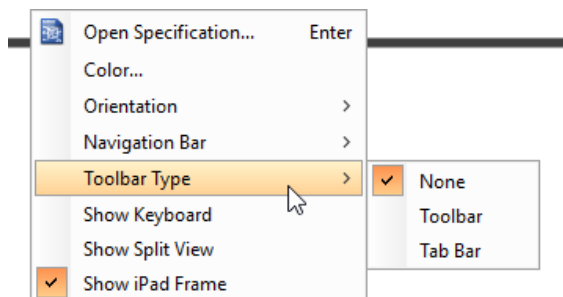 Open Specification... Enter
Color...
Orientation
Navigation Bar
Toolbar Type
None
Show Keyboard
Toolbar
Show Split View
Tab Bar
Show iPad Frame